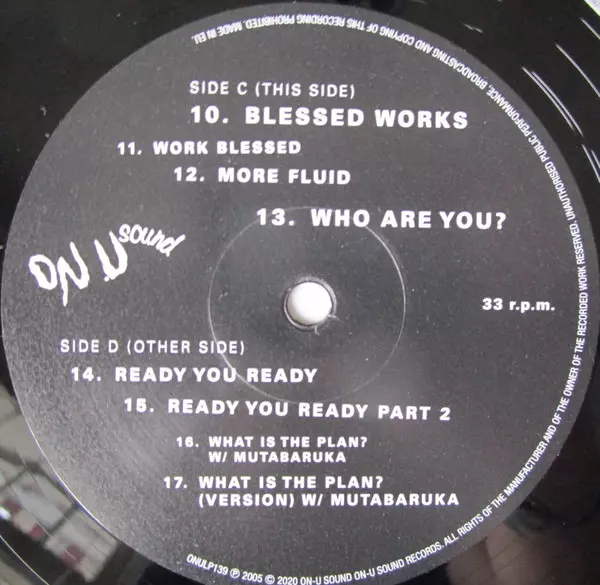 SIDE C (THIS SIDE)
10. BLESSED WORKS
11. WORK BLESSED
12. MORE FLUID
13. WHO ARE YOU?
ON.U sound
33 r.p.m.
SIDE D (OTHER SIDE)
14. READY YOU READY
15. READY YOU READY PART 2
16. WHAT IS THE PLAN?
W/ MUTABARUKA
17. WHAT IS THE PLAN?
(VERSION) W/ MUTABARUKA
ONULP139 ℗ 2005 © 2020 ON-U SOUND ON-U SOUND RECORDS. ALL RIGHTS OF THE MANUFACTURER AND OF THE OWNER OF THE RECORDED WORK RESERVED. UNAUTHORISED PUBLIC PERFORMANCE, BROADCASTING AND COPYING OF THIS RECORDING PROHIBITED. MADE IN EU.